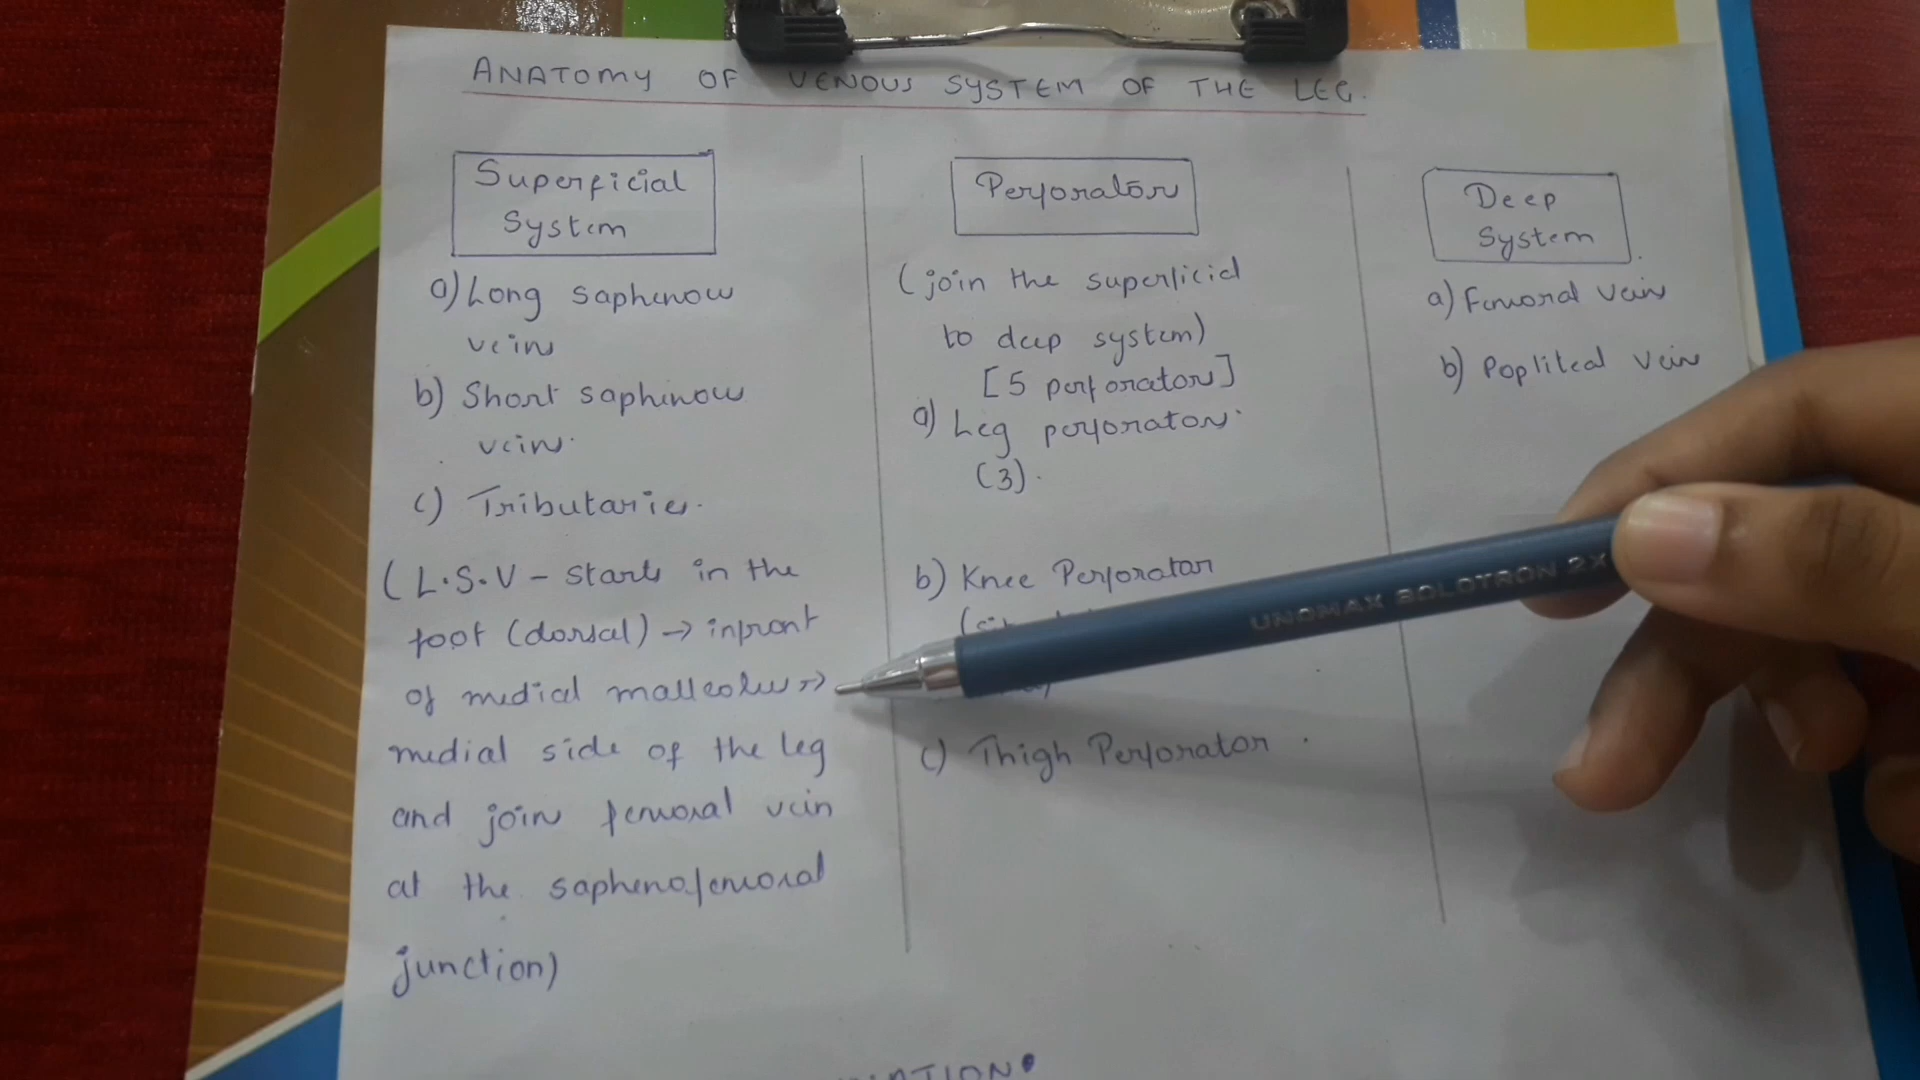 ANATOMY OF VENOUS SYSTEM OF THE LEG.
Superficial
System
a) Long saphenous
vein
b) Short saphenous
vein.
c) Tributaries.
(L.S.V - starts in the
foot (dorsal) → infront
of medial malleolus →
medial side of the leg
and join femoral vein
at the saphenofemoral
junction)
Perforator
(join the superficial
to deep system)
[5 perforators]
a) Leg perforators.
(3).
b) Knee Perforator
c) Thigh Perforator.
Deep
System
a) Femoral vein
b) Popliteal vein
UNOMAX GOLOTRON 2X